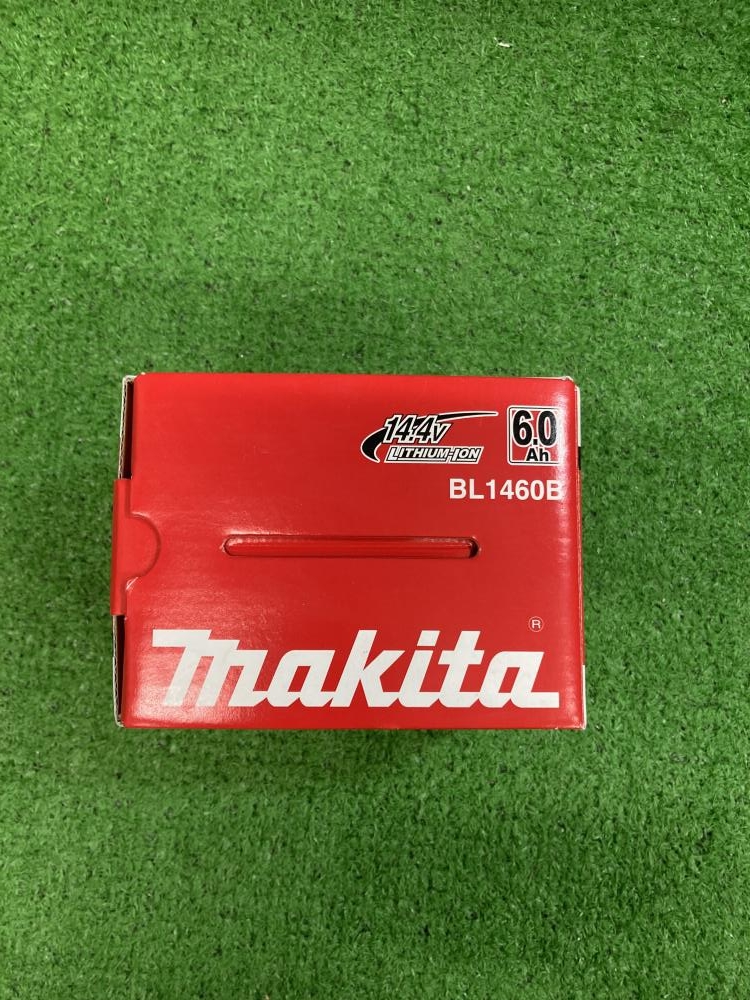 14.4V
LITHIUM-ION
6.0
Ah
BL1460B
makita®